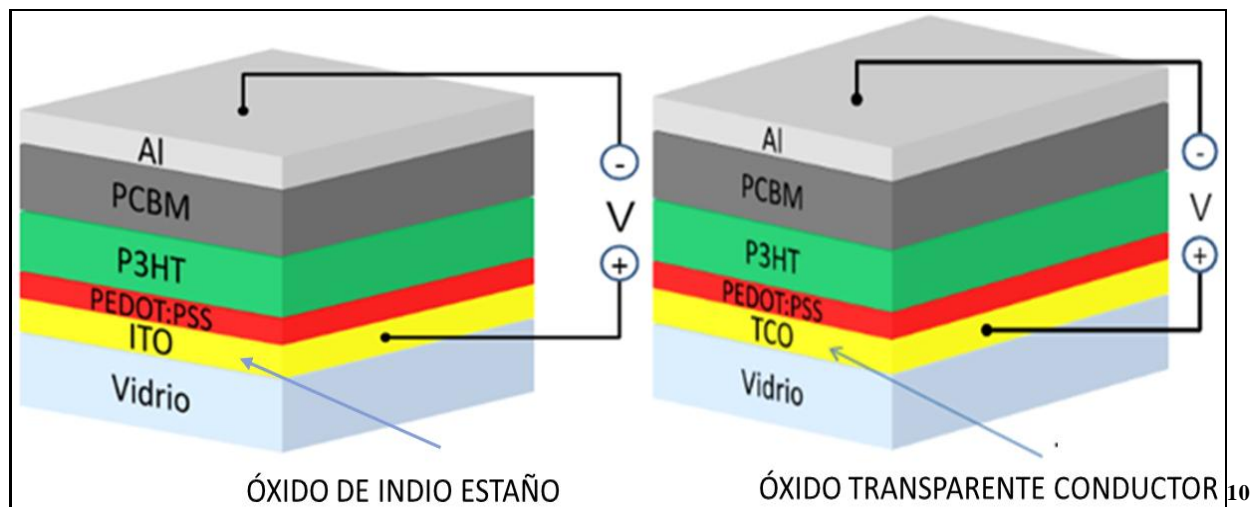 Al
PCBM
P3HT
PEDOT:PSS
ITO
Vidrio
-
V
+
ÓXIDO DE INDIO ESTAÑO
Al
PCBM
P3HT
PEDOT:PSS
TCO
Vidrio
-
V
+
ÓXIDO TRANSPARENTE CONDUCTOR
10